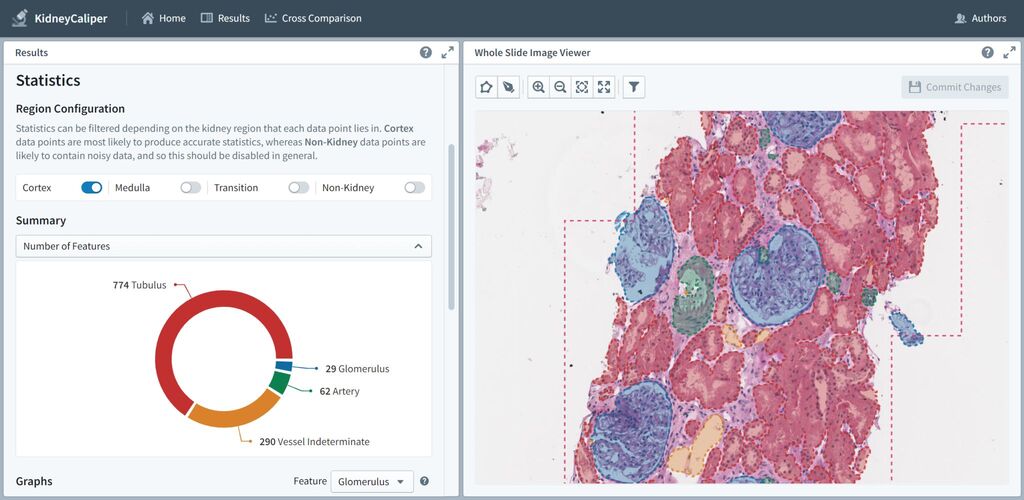 KidneyCaliper
Home
Results
Cross Comparison
Authors
Results
Statistics
Region Configuration
Statistics can be filtered depending on the kidney region that each data point lies in. Cortex
data points are most likely to produce accurate statistics, whereas Non-Kidney data points are
likely to contain noisy data, and so this should be disabled in general.
Cortex
Medulla
Transition
Non-Kidney
Summary
Number of Features
774 Tubulus
29 Glomerulus
62 Artery
290 Vessel Indeterminate
Graphs
Feature
Glomerulus
Whole Slide Image Viewer
Commit Changes